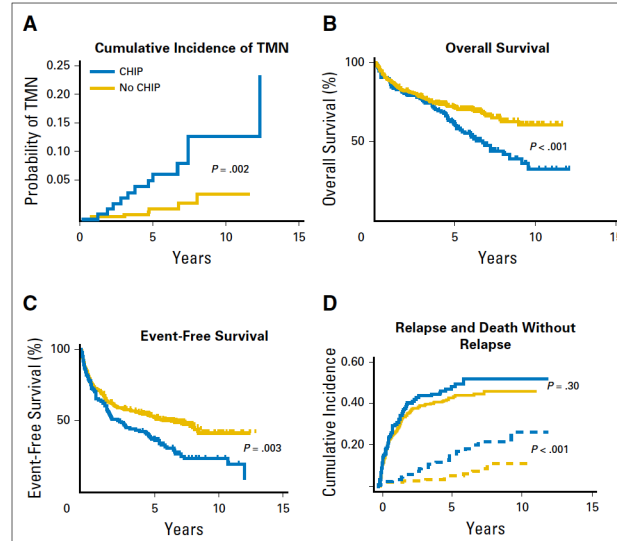 A
Cumulative Incidence of TMN
Probability of TMN
0.25
0.20
0.15
0.10
0.05
CHIP
No CHIP
P = .002
0
5
10
15
Years
B
Overall Survival
Overall Survival (%)
100
50
P < .001
0
5
10
15
Years
C
Event-Free Survival
Event-Free Survival (%)
100
50
P = .003
0
5
10
15
Years
D
Relapse and Death Without
Relapse
Cumulative Incidence
0.60
0.40
0.20
P = .30
P < .001
0
5
10
15
Years